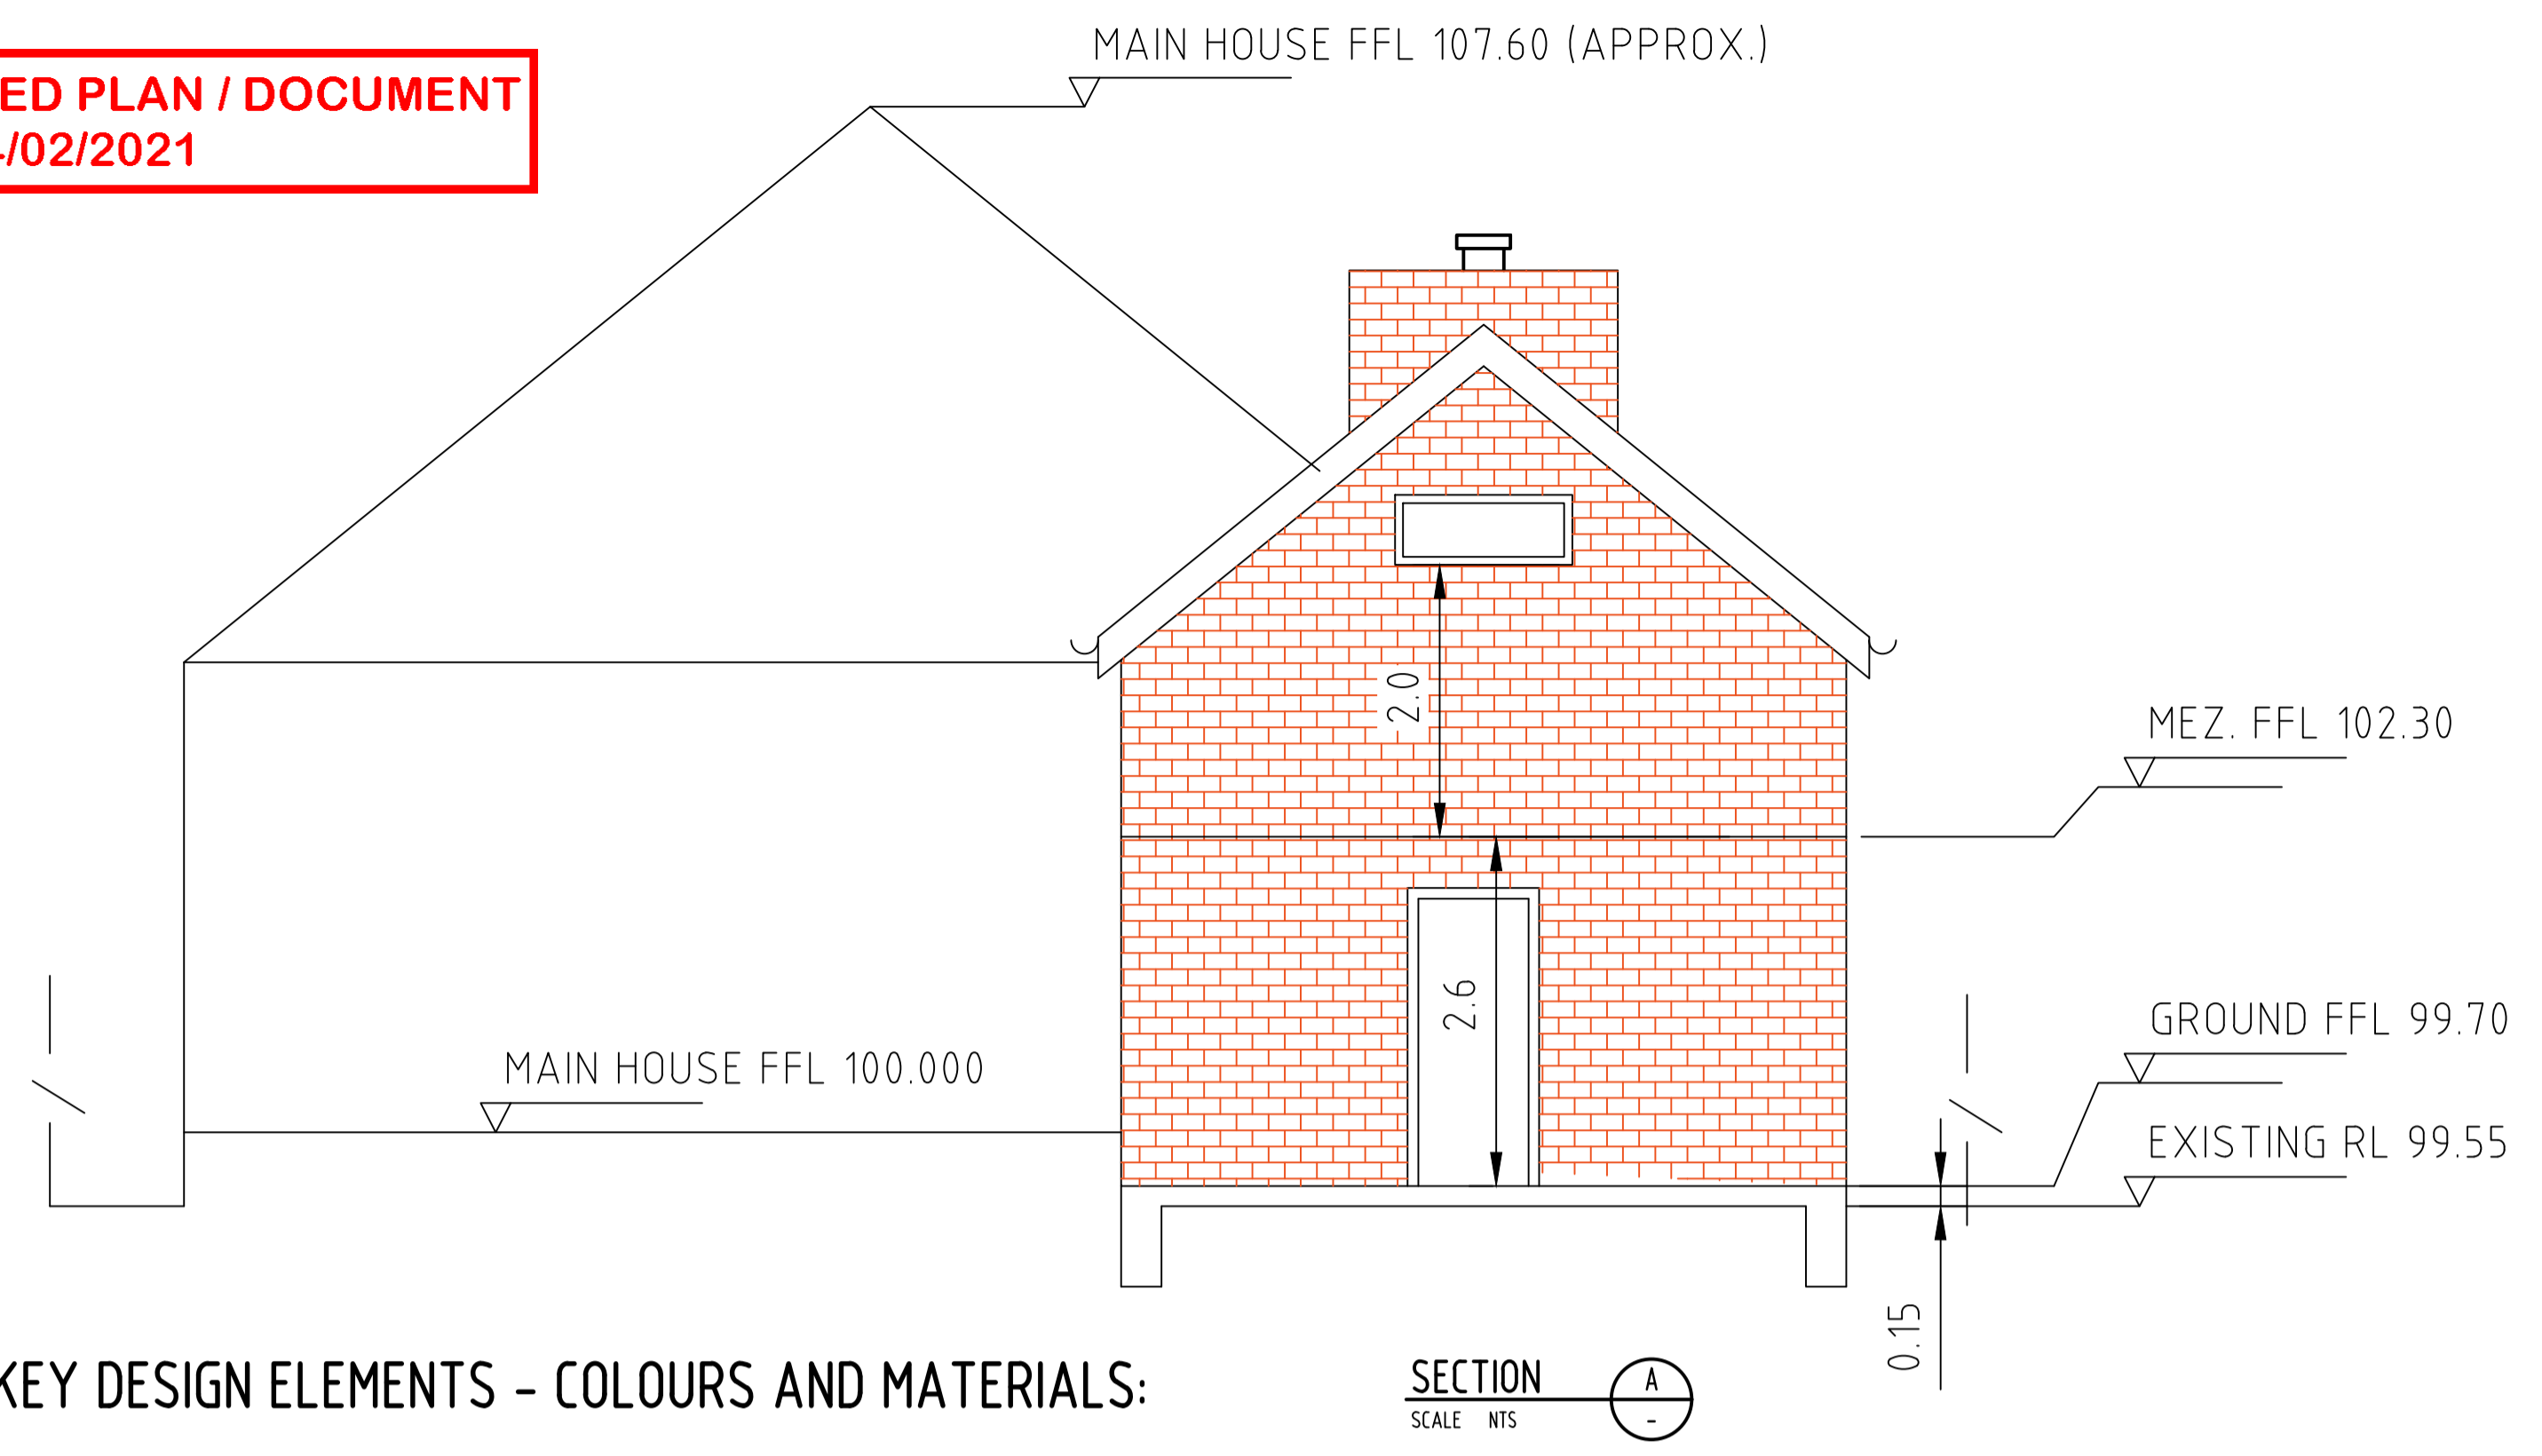 MAIN HOUSE FFL 107.60 (APPROX.)
PLAN / DOCUMENT
/02/2021
MEZ. FFL 102.30
2.0
2.6
GROUND FFL 99.70
MAIN HOUSE FFL 100.000
EXISTING RL 99.55
0.15
KEY DESIGN ELEMENTS - COLOURS AND MATERIALS:
SECTION
A
SCALE NTS
-